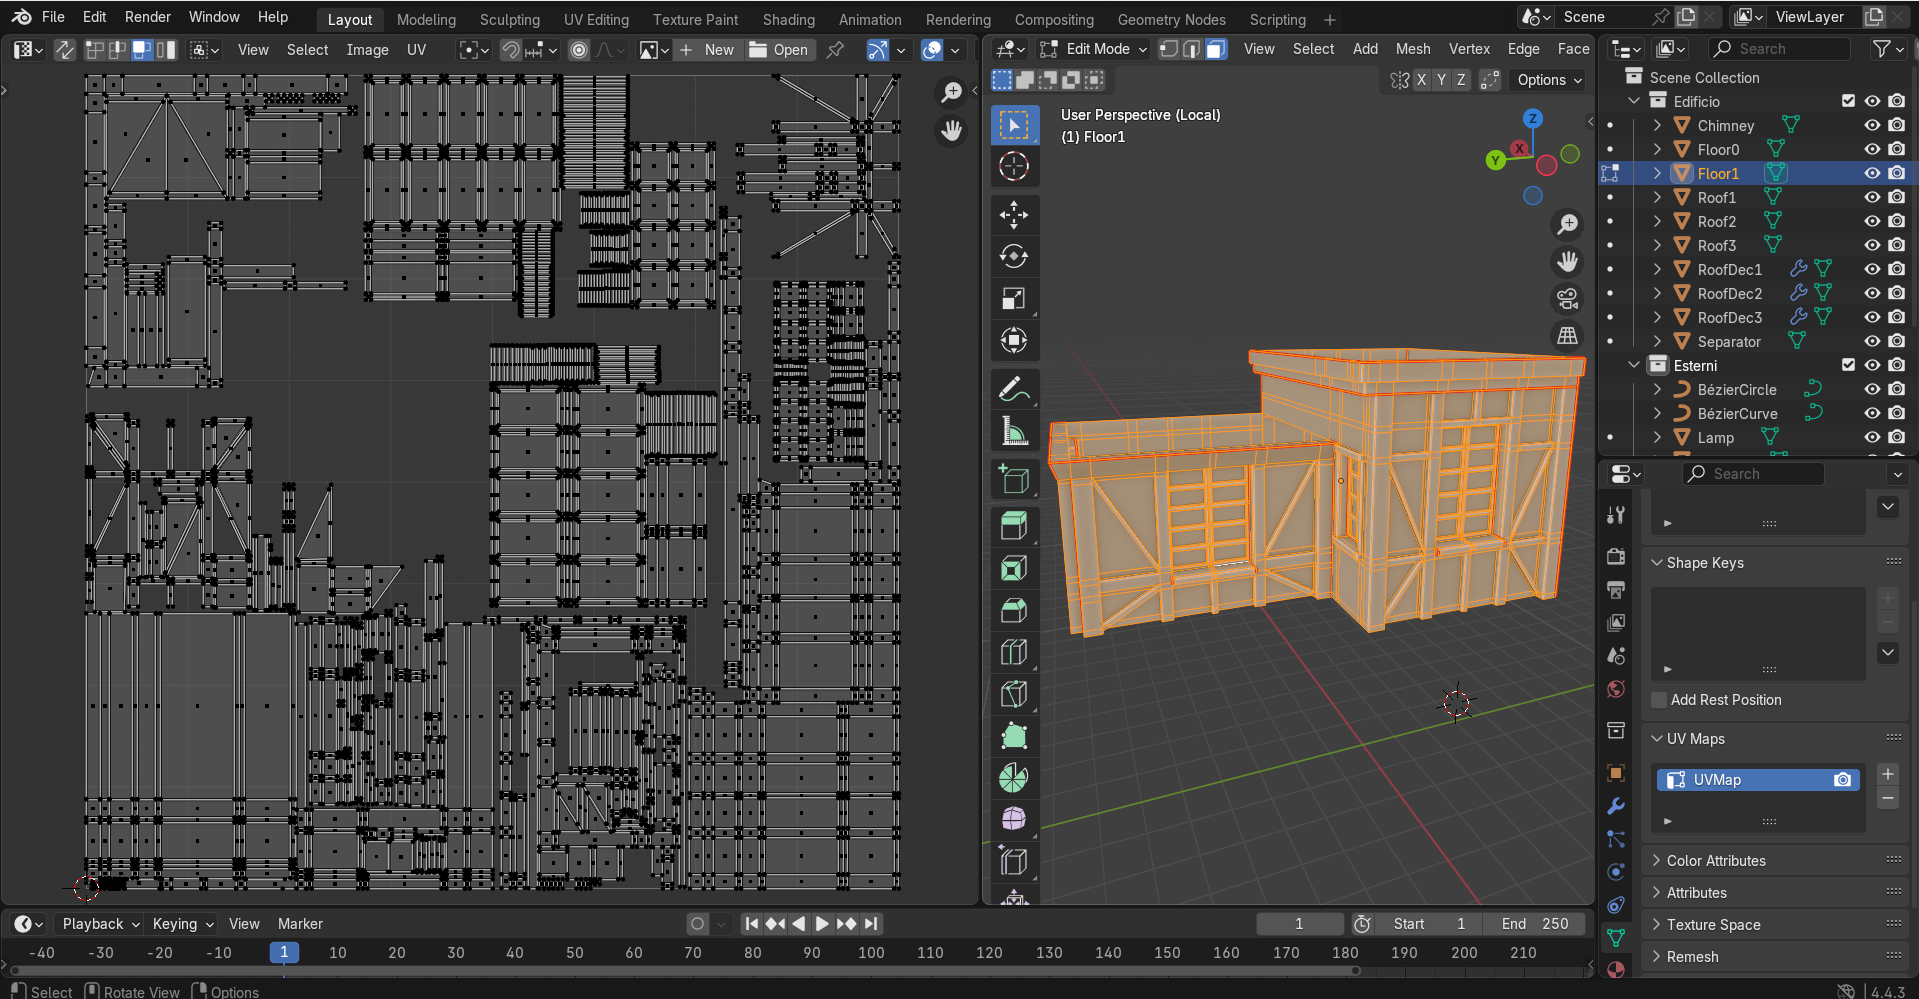 File Edit Render Window Help Layout Modeling Sculpting UV Editing Texture Paint Shading Animation Rendering Compositing Geometry Nodes Scripting + Scene ViewLayer
View Select Image UV New Open Edit Mode View Select Add Mesh Vertex Edge Face Search
X Y Z Options
User Perspective (Local)
(1) Floor1
Z
X
Y
Scene Collection
Edificio
Chimney
Floor0
Floor1
Roof1
Roof2
Roof3
RoofDec1
RoofDec2
RoofDec3
Separator
Esterni
BézierCircle
BézierCurve
Lamp
Search
Shape Keys
Add Rest Position
UV Maps
UVMap
Color Attributes
Attributes
Texture Space
Remesh
Playback Keying View Marker 1 Start 1 End 250
-40 -30 -20 -10 1 10 20 30 40 50 60 70 80 90 100 110 120 130 140 150 160 170 180 190 200 210
Select Rotate View Options 4.4.3